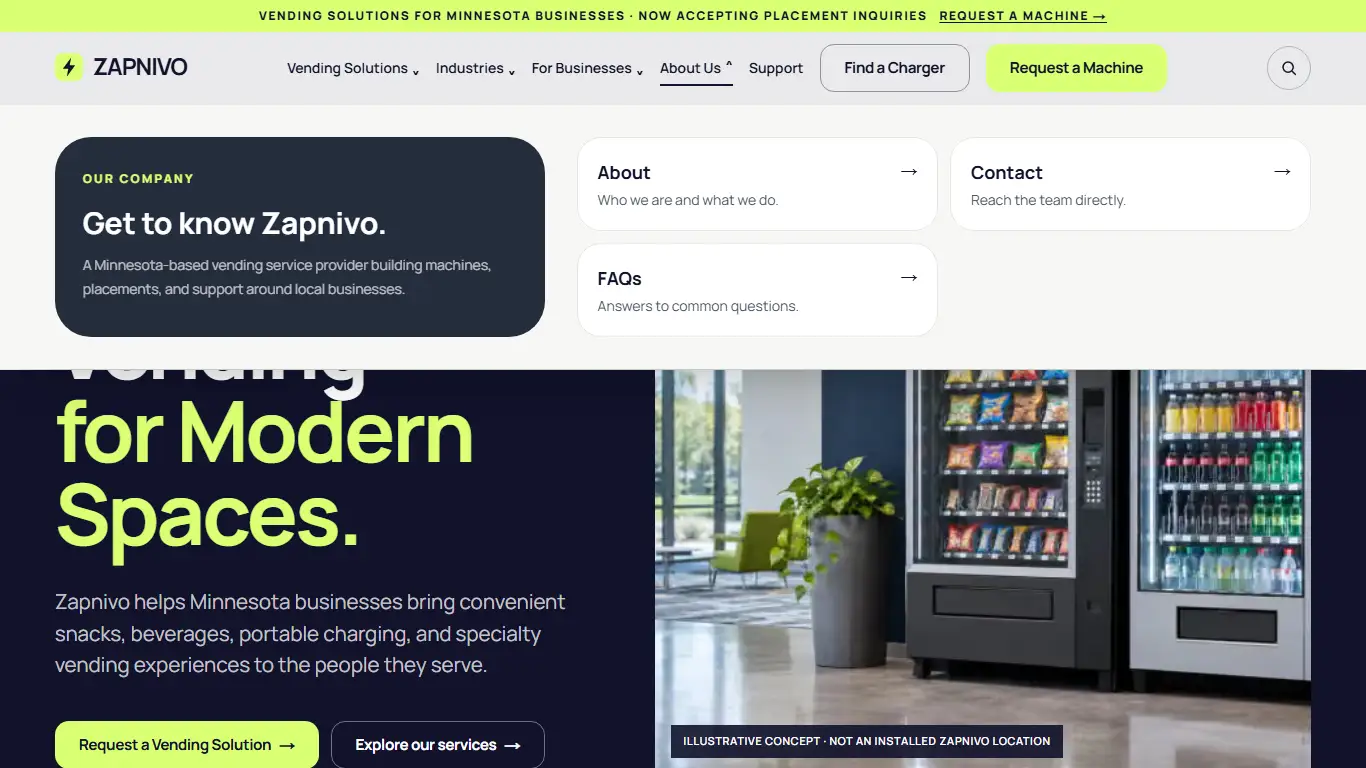 VENDING SOLUTIONS FOR MINNESOTA BUSINESSES · NOW ACCEPTING PLACEMENT INQUIRIES REQUEST A MACHINE →
ZAPNIVO
Vending Solutions
Industries
For Businesses
About Us
Support
Find a Charger
Request a Machine
OUR COMPANY
Get to know Zapnivo.
A Minnesota-based vending service provider building machines,
placements, and support around local businesses.
About →
Who we are and what we do.
Contact →
Reach the team directly.
FAQs →
Answers to common questions.
Vending
for Modern
Spaces.
Zapnivo helps Minnesota businesses bring convenient
snacks, beverages, portable charging, and specialty
vending experiences to the people they serve.
Request a Vending Solution →
Explore our services →
ILLUSTRATIVE CONCEPT · NOT AN INSTALLED ZAPNIVO LOCATION